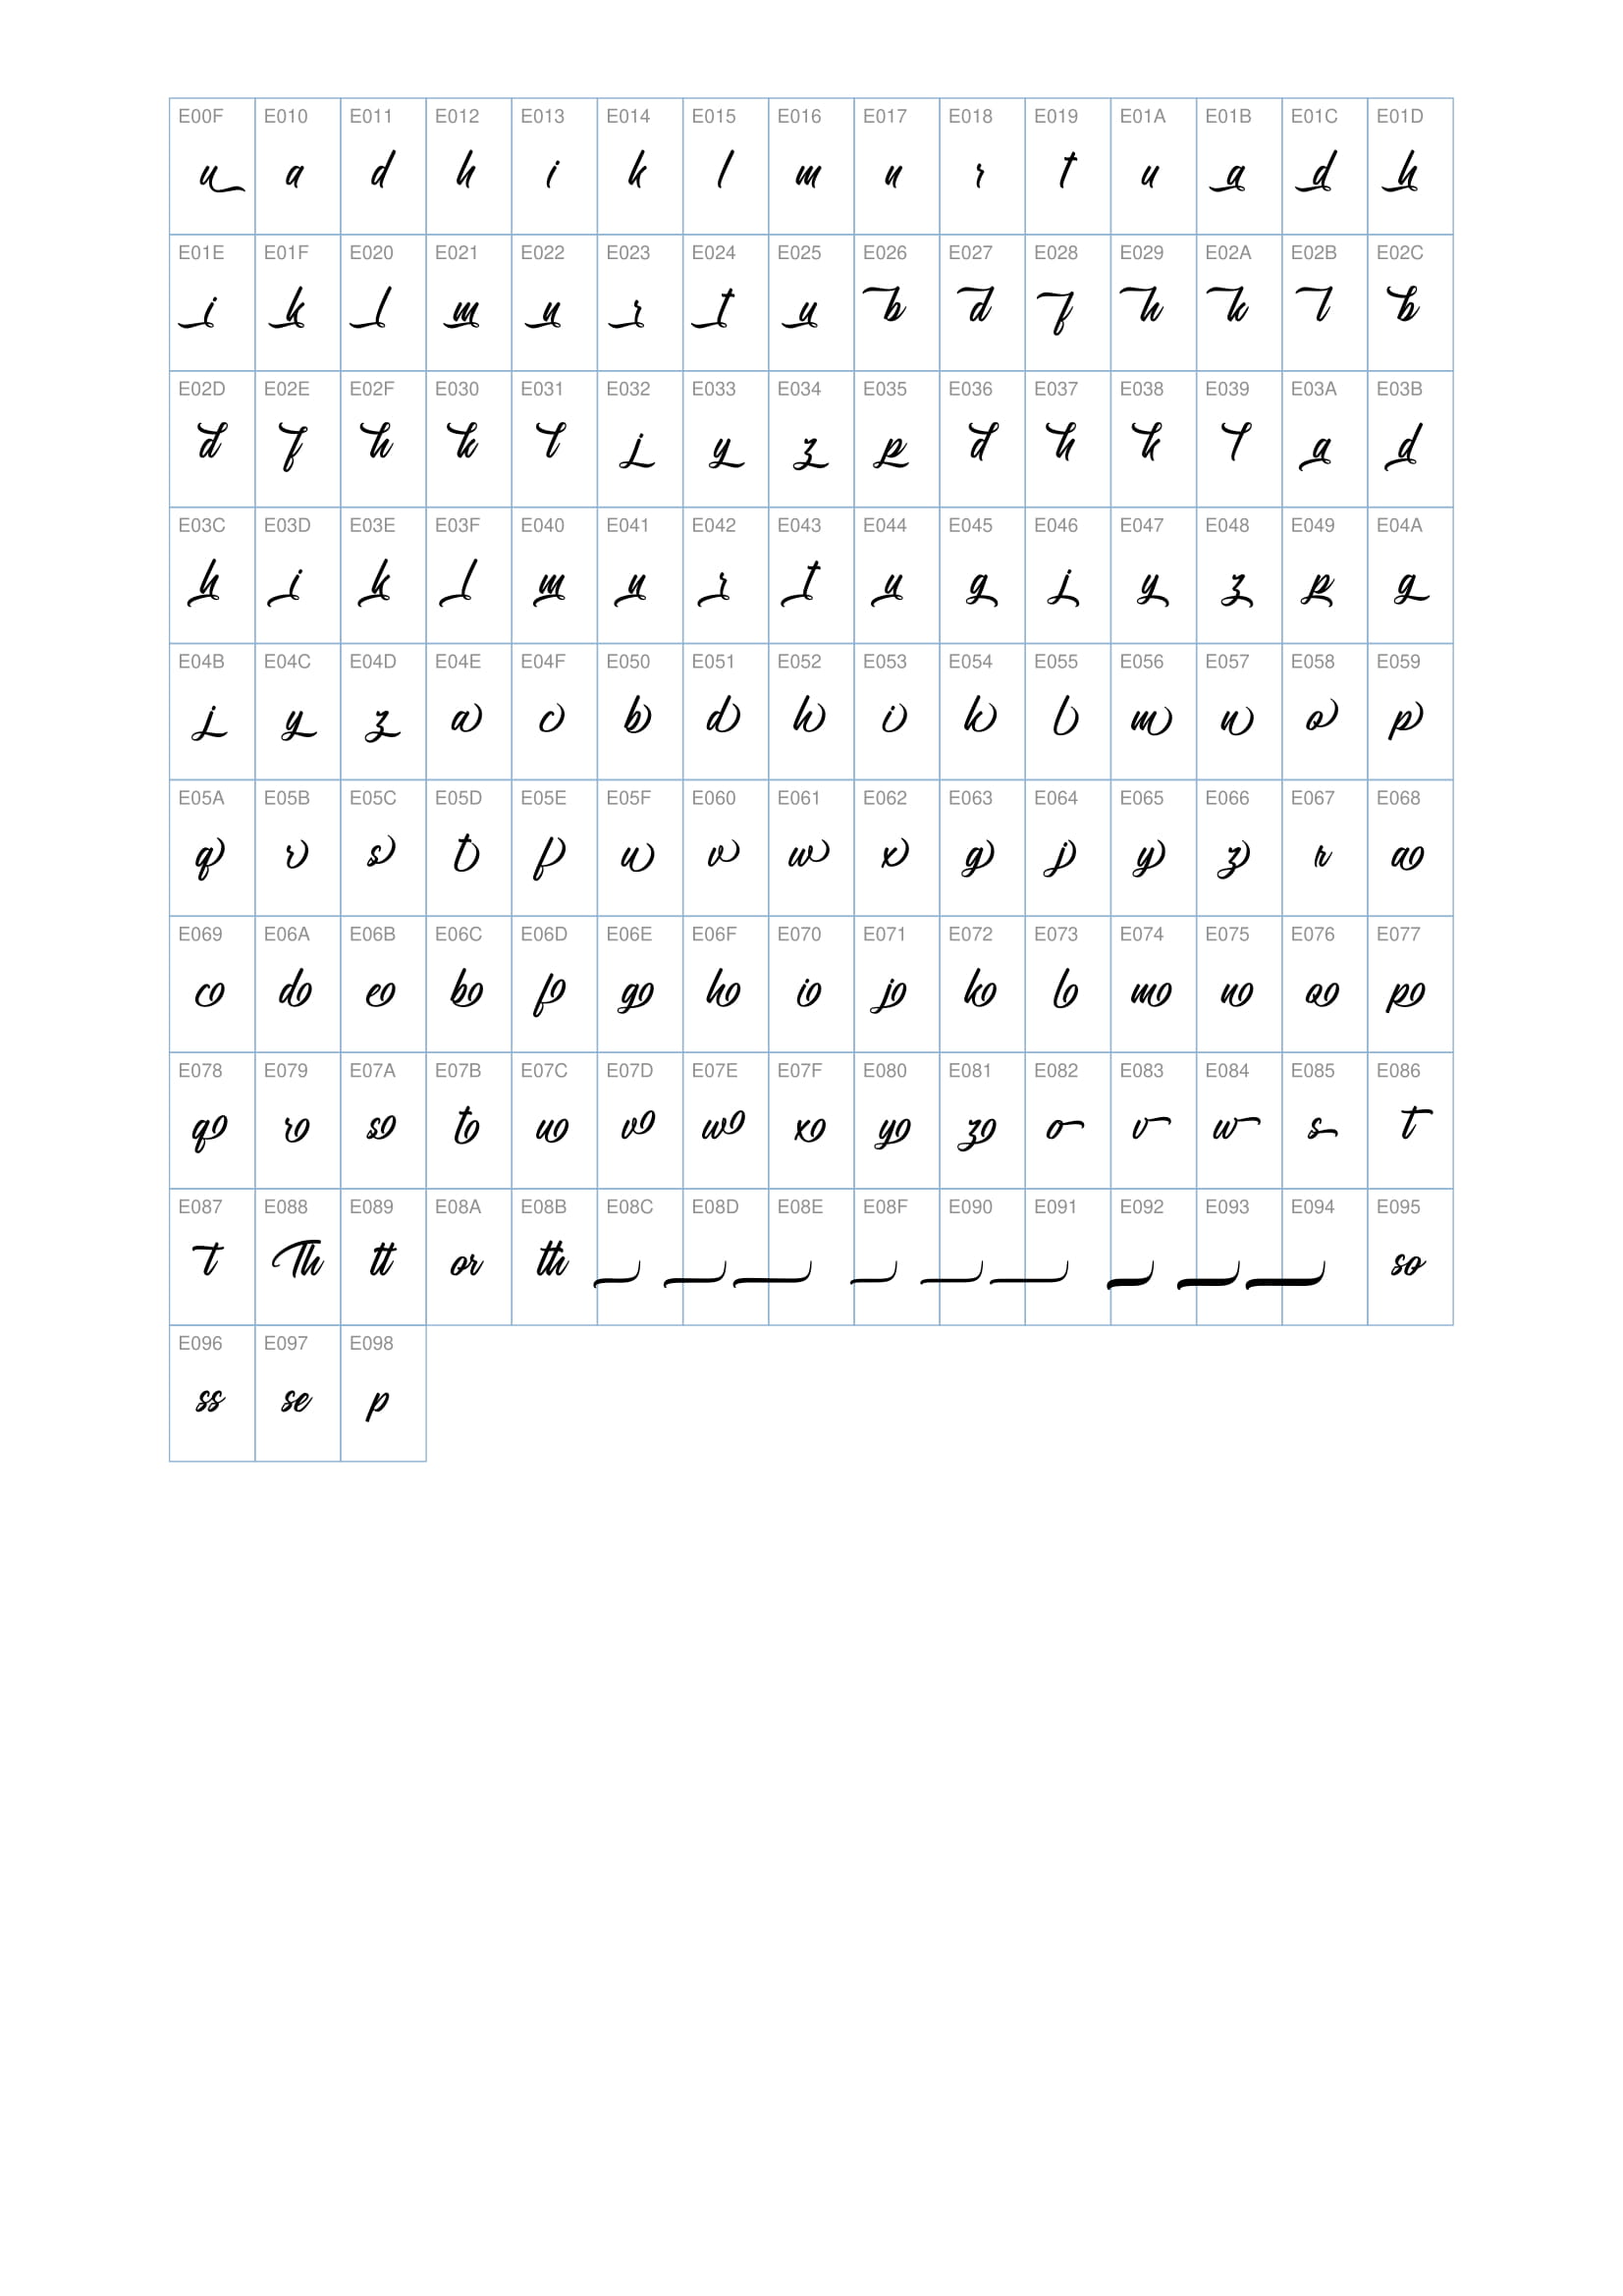 E00F E010 E011 E012 E013 E014 E015 E016 E017 E018 E019 E01A E01B E01C E01D
u a d h i k l m n r t u a d h
E01E E01F E020 E021 E022 E023 E024 E025 E026 E027 E028 E029 E02A E02B E02C
i k l m n r t u b d f h k l b
E02D E02E E02F E030 E031 E032 E033 E034 E035 E036 E037 E038 E039 E03A E03B
d f h k l j y z p d h k l a d
E03C E03D E03E E03F E040 E041 E042 E043 E044 E045 E046 E047 E048 E049 E04A
h i k l m n r t u g j y z p g
E04B E04C E04D E04E E04F E050 E051 E052 E053 E054 E055 E056 E057 E058 E059
j y z a c b d h i k l m n o p
E05A E05B E05C E05D E05E E05F E060 E061 E062 E063 E064 E065 E066 E067 E068
q r s t f u v w x g j y z r ao
E069 E06A E06B E06C E06D E06E E06F E070 E071 E072 E073 E074 E075 E076 E077
co do eo bo fo go ho io jo ko lo mo no oo po
E078 E079 E07A E07B E07C E07D E07E E07F E080 E081 E082 E083 E084 E085 E086
qo ro so to uo vo wo xo yo zo o v w s t
E087 E088 E089 E08A E08B E08C E08D E08E E08F E090 E091 E092 E093 E094 E095
t Th tt or th so
E096 E097 E098
ss se p